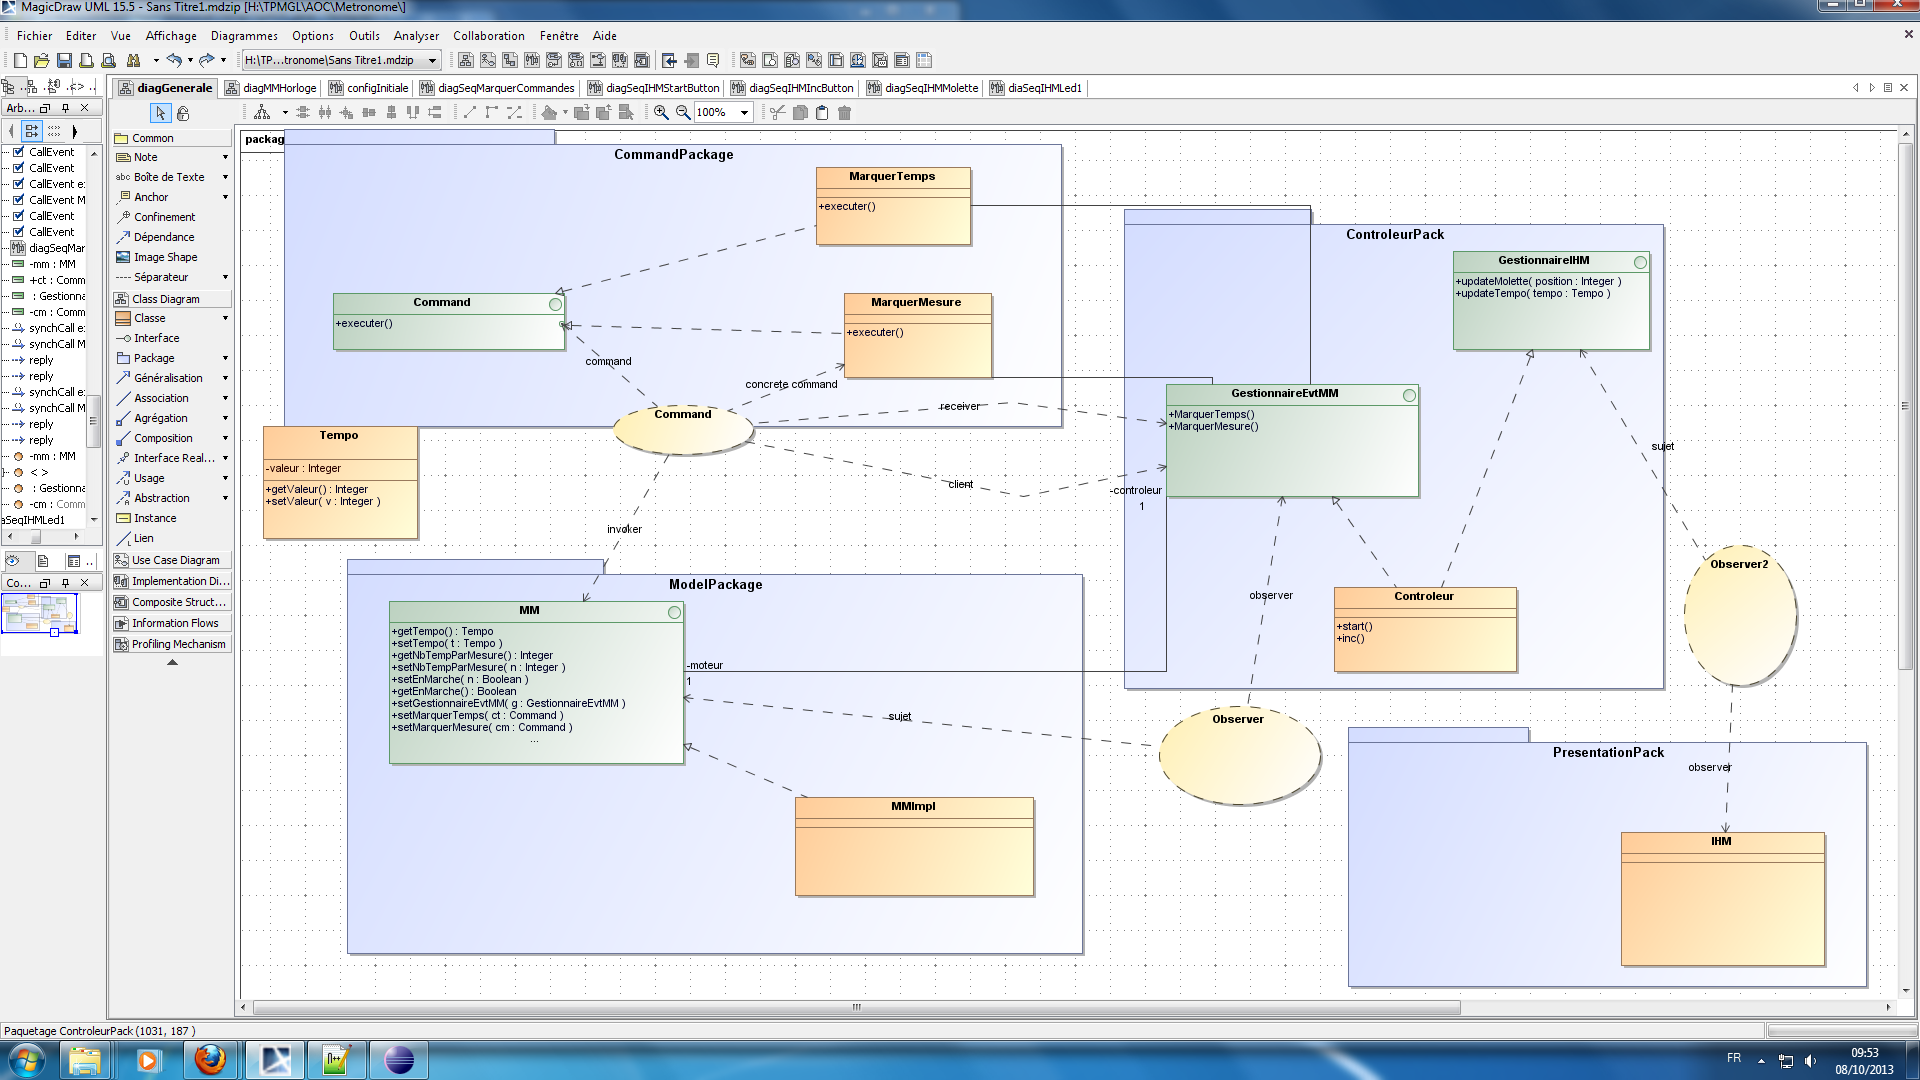 MagicDraw UML 15.5 - Sans Titre1.mdzip [H:\TPMGL\AOC\Metronome\]
Fichier Editer Vue Affichage Diagrammes Options Outils Analyser Collaboration Fenêtre Aide
H:\TP...tronome\Sans Titre1.mdzip
diagGenerale diagMMHorloge configInitiale diagSeqMarquerCommandes diagSeqIHMStartButton diagSeqIHMIncButton diagSeqIHMMolette diaSeqIHMLed1
Arb...
100%
CallEvent
CallEvent
CallEvent e
CallEvent M
CallEvent
CallEvent
diagSeqMar
-mm : MM
+ct : Comm
: Gestionna
-cm : Comm
synchCall e
synchCall M
reply
reply
synchCall e
synchCall M
reply
reply
-mm : MM
< >
: Gestionna
-cm : Comm
aSeqIHMLed1
Co...
Common
Note
abc Boîte de Texte
Anchor
Confinement
Dépendance
Image Shape
Séparateur
Class Diagram
Classe
Interface
Package
Généralisation
Association
Agrégation
Composition
Interface Real...
Usage
Abstraction
Instance
Lien
Use Case Diagram
Implementation Di...
Composite Struct...
Information Flows
Profiling Mechanism
packag
CommandPackage
MarquerTemps
+executer()
Command
+executer()
MarquerMesure
+executer()
command
concrete command
Command
receiver
client
invoker
Tempo
-valeur : Integer
+getValeur() : Integer
+setValeur( v : Integer )
ControleurPack
GestionnaireIHM
+updateMolette( position : Integer )
+updateTempo( tempo : Tempo )
GestionnaireEvtMM
+MarquerTemps()
+MarquerMesure()
-controleur
1
sujet
observer
Controleur
+start()
+inc()
Observer2
ModelPackage
MM
+getTempo() : Tempo
+setTempo( t : Tempo )
+getNbTempParMesure() : Integer
+setNbTempParMesure( n : Integer )
+setEnMarche( n : Boolean )
+getEnMarche() : Boolean
+setGestionnaireEvtMM( g : GestionnaireEvtMM )
+setMarquerTemps( ct : Command )
+setMarquerMesure( cm : Command )
...
-moteur
1
sujet
MMImpl
Observer
PresentationPack
observer
IHM
Paquetage ControleurPack (1031, 187 )
FR
09:53
08/10/2013